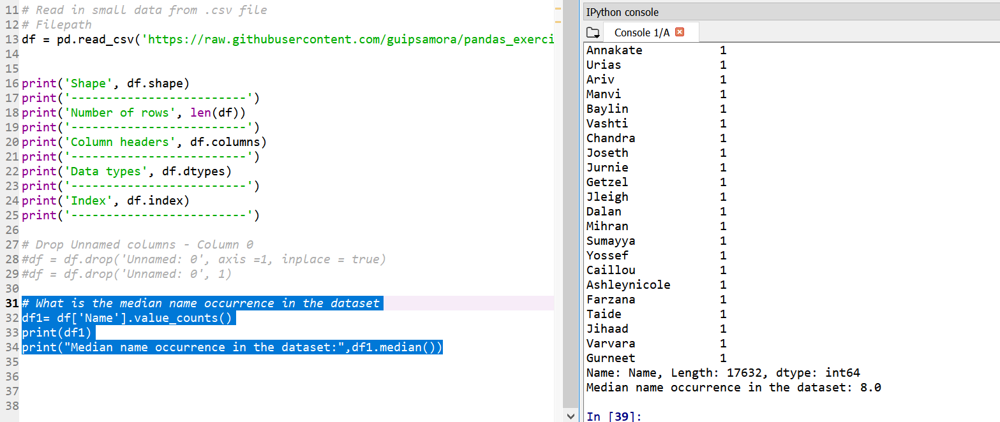 11 # Read in small data from .csv file
12 # Filepath
13 df = pd.read_csv('https://raw.githubusercontent.com/guipsamora/pandas_exerci
14
15
16 print('Shape', df.shape)
17 print('-------------------------')
18 print('Number of rows', len(df))
19 print('-------------------------')
20 print('Column headers', df.columns)
21 print('-------------------------')
22 print('Data types', df.dtypes)
23 print('-------------------------')
24 print('Index', df.index)
25 print('-------------------------')
26
27 # Drop Unnamed columns - Column 0
28 #df = df.drop('Unnamed: 0', axis =1, inplace = true)
29 #df = df.drop('Unnamed: 0', 1)
30
31 # What is the median name occurrence in the dataset
32 df1= df['Name'].value_counts()
33 print(df1)
34 print("Median name occurrence in the dataset:",df1.median())
35
36
37
38
IPython console
Console 1/A
Annakate 1
Urias 1
Ariv 1
Manvi 1
Baylin 1
Vashti 1
Chandra 1
Joseth 1
Jurnie 1
Getzel 1
Jleigh 1
Dalan 1
Mihran 1
Sumayya 1
Yossef 1
Caillou 1
Ashleynicole 1
Farzana 1
Taide 1
Jihaad 1
Varvara 1
Gurneet 1
Name: Name, Length: 17632, dtype: int64
Median name occurrence in the dataset: 8.0
In [39]: